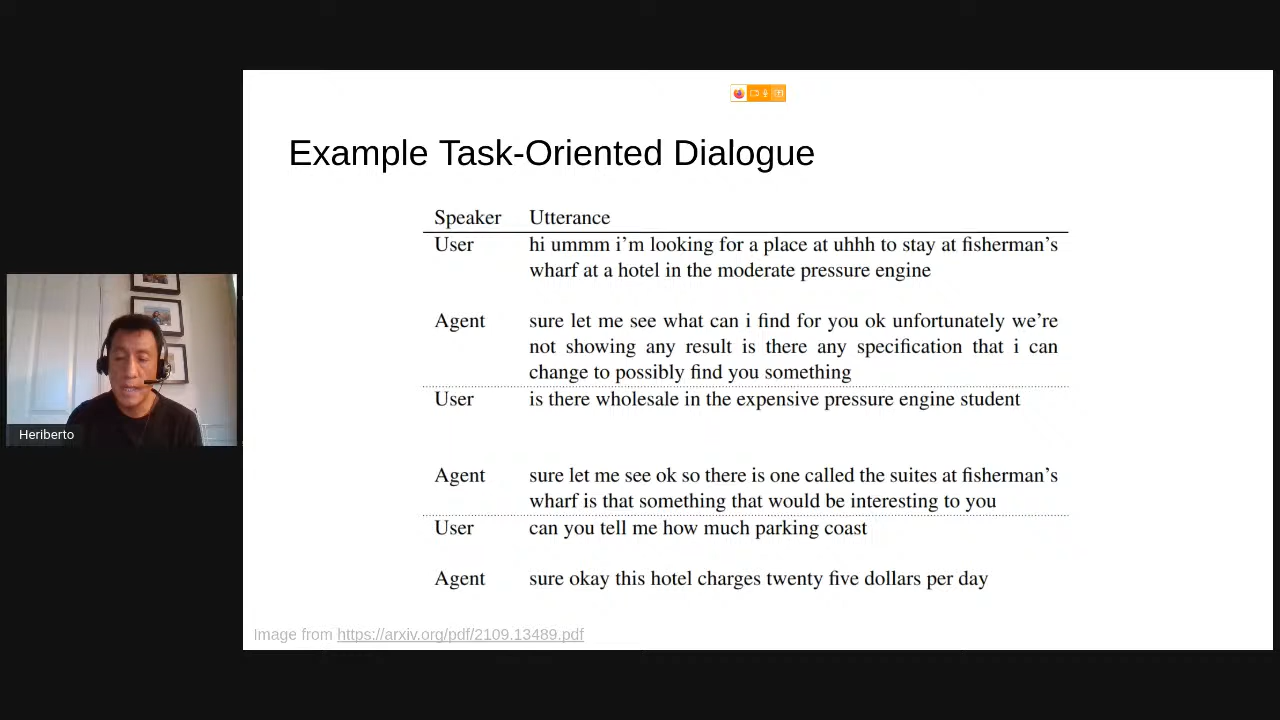 Example Task-Oriented Dialogue
Speaker Utterance
User hi ummm i'm looking for a place at uhhh to stay at fisherman's
wharf at a hotel in the moderate pressure engine
Agent sure let me see what can i find for you ok unfortunately we're
not showing any result is there any specification that i can
change to possibly find you something
User is there wholesale in the expensive pressure engine student
Agent sure let me see ok so there is one called the suites at fisherman's
wharf is that something that would be interesting to you
User can you tell me how much parking coast
Agent sure okay this hotel charges twenty five dollars per day
Heriberto
Image from https://arxiv.org/pdf/2109.13489.pdf